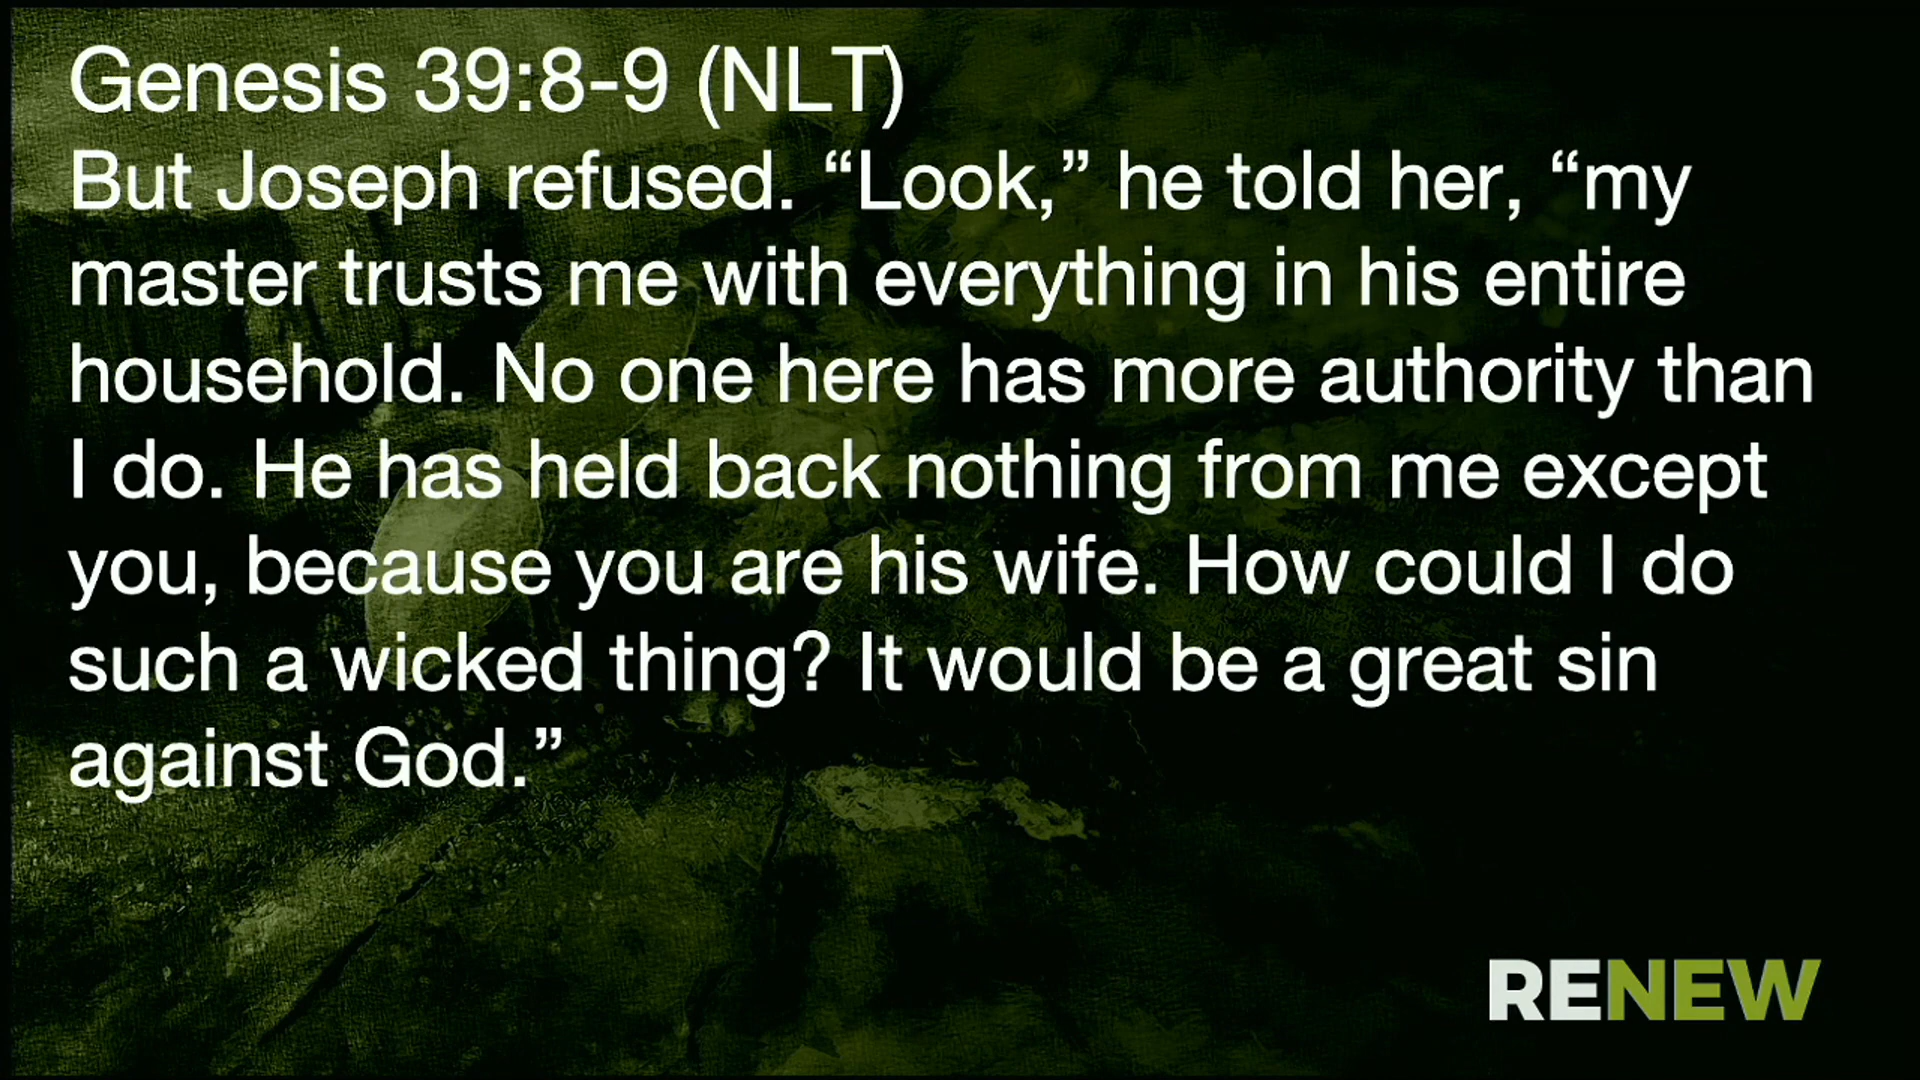 Genesis 39:8-9 (NLT)
But Joseph refused. “Look,” he told her, “my
master trusts me with everything in his entire
household. No one here has more authority than
I do. He has held back nothing from me except
you, because you are his wife. How could I do
such a wicked thing? It would be a great sin
against God.”
RENEW